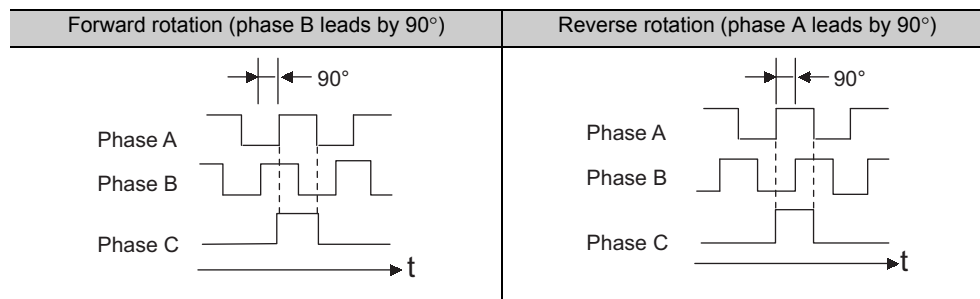 Forward rotation (phase B leads by 90°)
Reverse rotation (phase A leads by 90°)
90°
Phase A
Phase B
Phase C
t
90°
Phase A
Phase B
Phase C
t